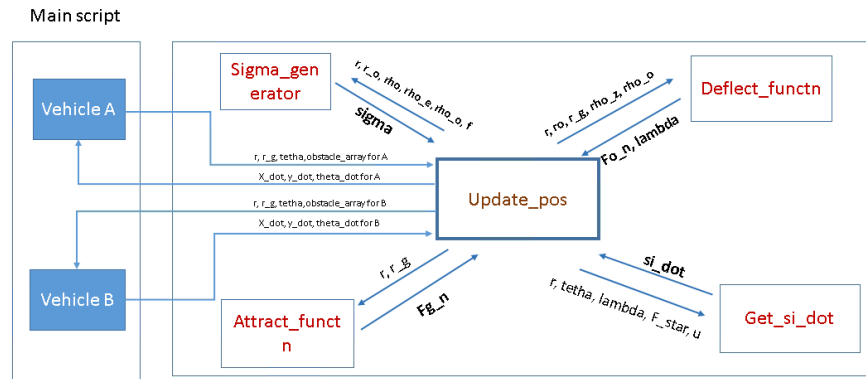 Main script
Vehicle A
Vehicle B
Sigma_gen
erator
r, r_o, rho, rho_e, rho_o, f
sigma
r, ro, r_g, rho_z, rho_o
Fo_n, lambda
Deflect_functn
r, r_g, tetha,obstacle_array for A
X_dot, y_dot, theta_dot for A
r, r_g, tetha,obstacle_array for B
X_dot, y_dot, theta_dot for B
Update_pos
r, r_g
Fg_n
Attract_funct
n
si_dot
r, tetha, lambda, F_star, u
Get_si_dot